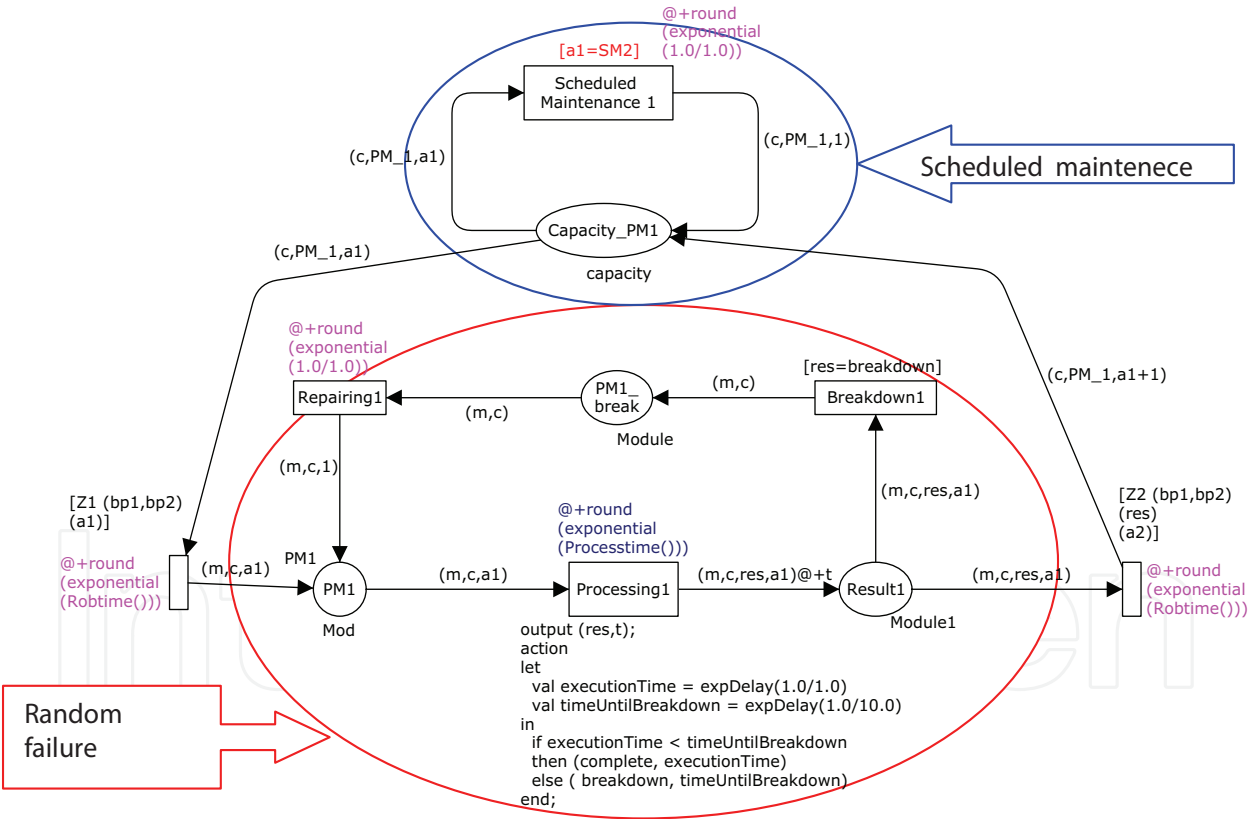 @+round
(exponential
(1.0/1.0))
[a1=SM2]
Scheduled
Maintenance 1
(c,PM_1,a1)
(c,PM_1,1)
Scheduled maintenece
Capacity_PM1
capacity
(c,PM_1,a1)
@+round
(exponential
(1.0/1.0))
[res=breakdown]
(c,PM_1,a1+1)
Repairing1
(m,c)
PM1_
break
Module
(m,c)
Breakdown1
(m,c,1)
(m,c,res,a1)
[Z1 (bp1,bp2)
(a1)]
[Z2 (bp1,bp2)
(res)
(a2)]
@+round
(exponential
(Processtime()))
@+round
(exponential
(Robtime()))
(m,c,a1)
PM1
PM1
Mod
(m,c,a1)
Processing1
(m,c,res,a1)@+t
Result1
Module1
(m,c,res,a1)
@+round
(exponential
(Robtime()))
output (res,t);
action
let
val executionTime = expDelay(1.0/1.0)
val timeUntilBreakdown = expDelay(1.0/10.0)
in
if executionTime < timeUntilBreakdown
then (complete, executionTime)
else ( breakdown, timeUntilBreakdown)
end;
Random
failure